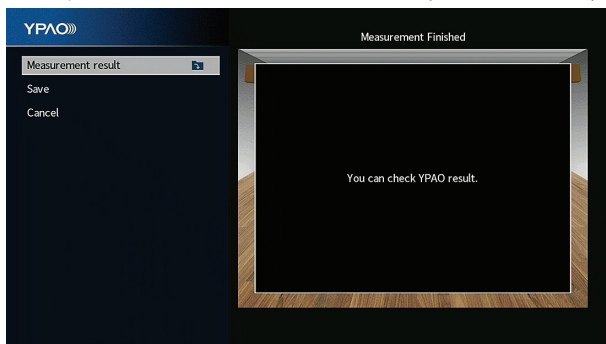 YPAO
Measurement Finished
Measurement result
Save
Cancel
You can check YPAO result.